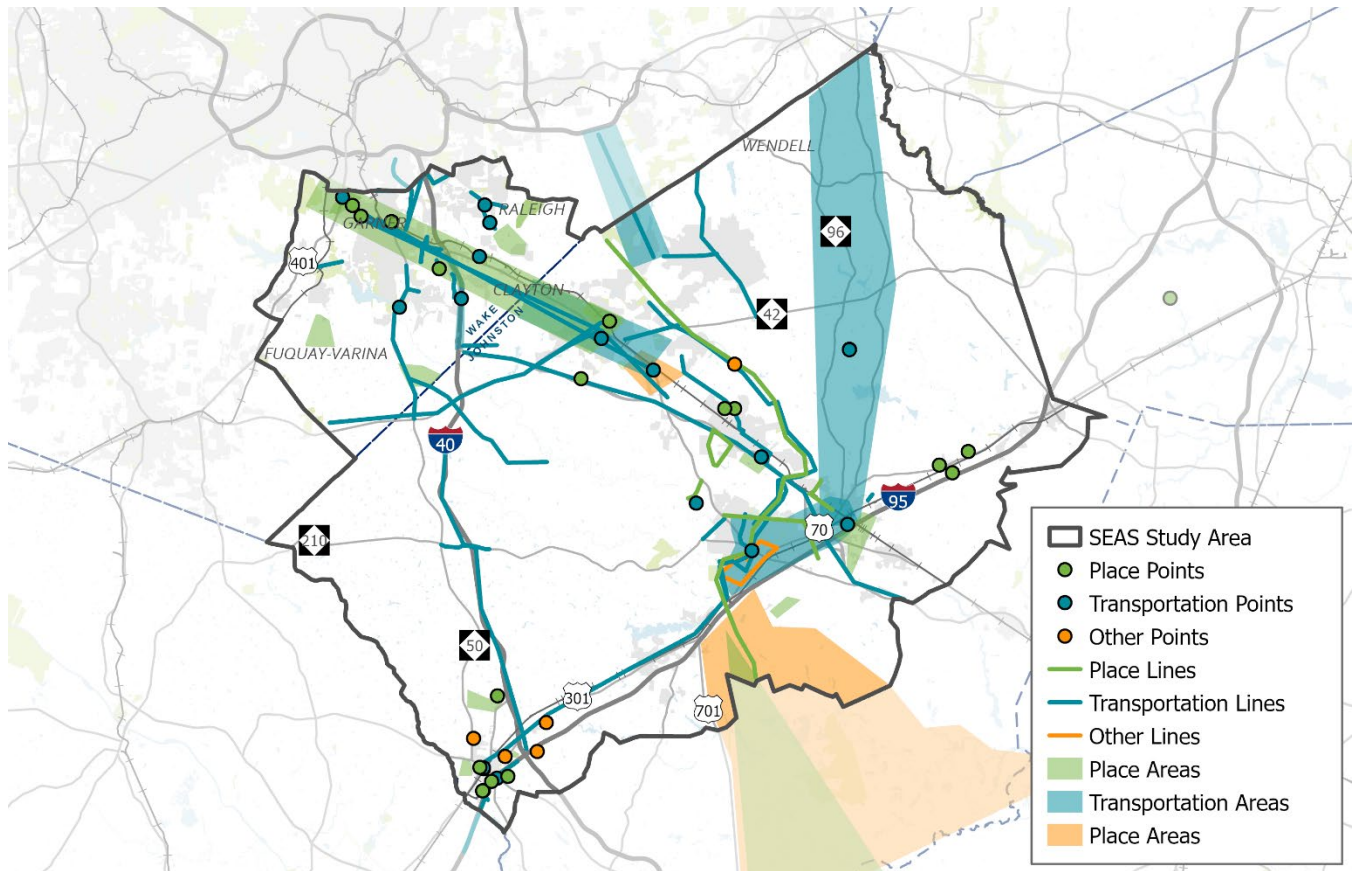 WENDELL
RALEIGH
GARNER
96
401
CLAYTON
WAKE
JOHNSTON
42
FUQUAY-VARINA
40
95
70
210
50
301
701
SEAS Study Area
Place Points
Transportation Points
Other Points
Place Lines
Transportation Lines
Other Lines
Place Areas
Transportation Areas
Place Areas